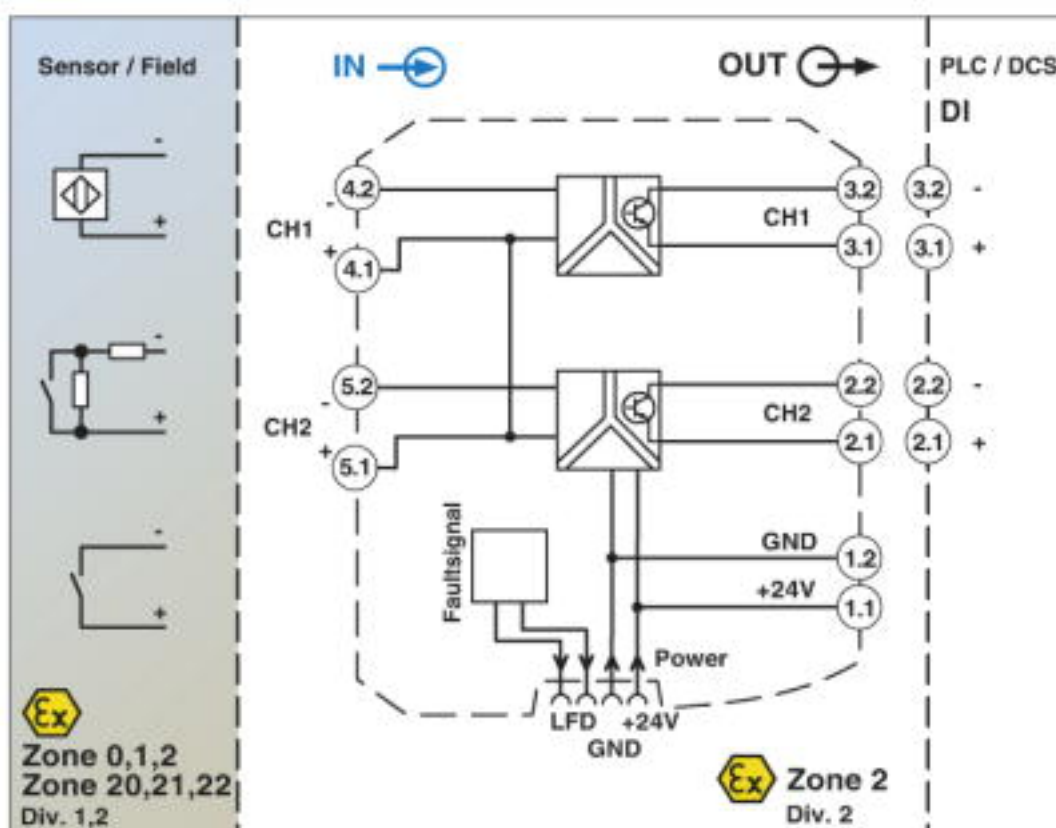 Sensor / Field
IN
OUT
PLC / DCS
DI
-
+
4.2
-
CH1
+
4.1
CH1
3.2
3.1
3.2 -
3.1 +
-
+
5.2
-
CH2
+
5.1
CH2
2.2
2.1
2.2 -
2.1 +
-
+
Faultsignal
GND
1.2
+24V
1.1
Power
LFD
+24V
GND
Ex
Zone 0,1,2
Zone 20,21,22
Div. 1,2
Ex
Zone 2
Div. 2